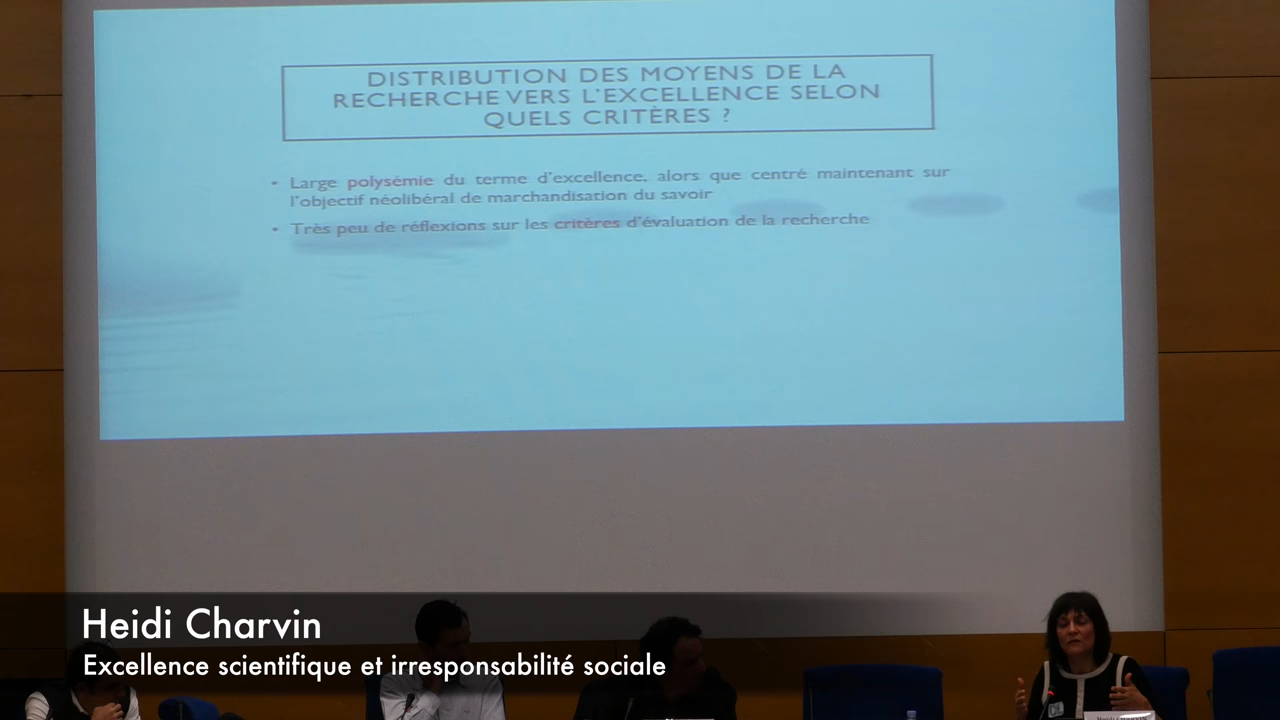 DISTRIBUTION DES MOYENS DE LA
RECHERCHE VERS L'EXCELLENCE SELON
QUELS CRITÈRES ?
• Large polysémie du terme d'excellence, alors que centré maintenant sur
l'objectif néolibéral de marchandisation du savoir
• Très peu de réflexions sur les critères d'évaluation de la recherche
Heidi Charvin
Excellence scientifique et irresponsabilité sociale